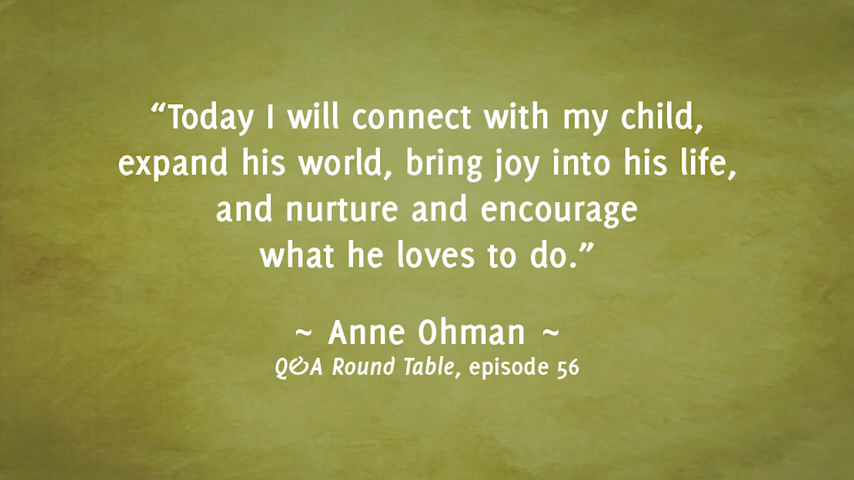 “Today I will connect with my child,
expand his world, bring joy into his life,
and nurture and encourage
what he loves to do.”
~ Anne Ohman ~
Q&A Round Table, episode 56